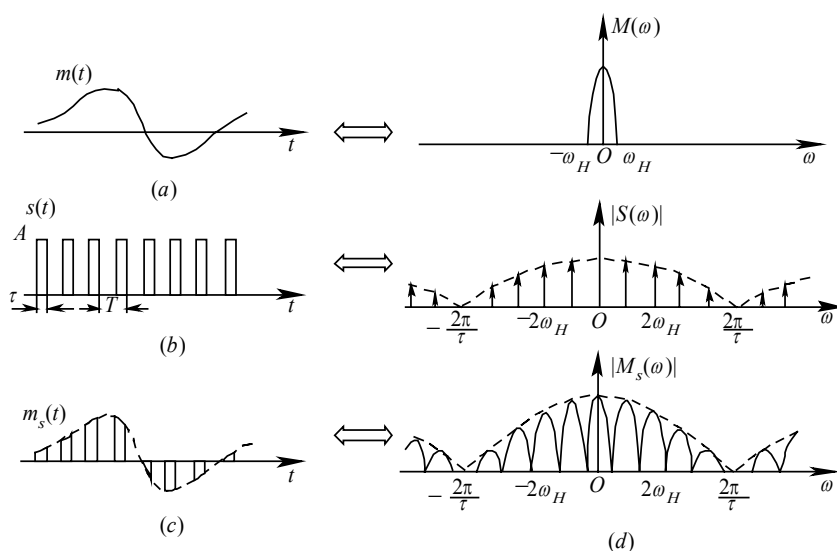 m(t)
t
(a)
M(ω)
−ω_H O ω_H ω
s(t)
A
τ T t
(b)
|S(ω)|
−2π/τ −2ω_H O 2ω_H 2π/τ ω
m_s(t)
t
(c)
|M_s(ω)|
−2π/τ −2ω_H O 2ω_H 2π/τ ω
(d)